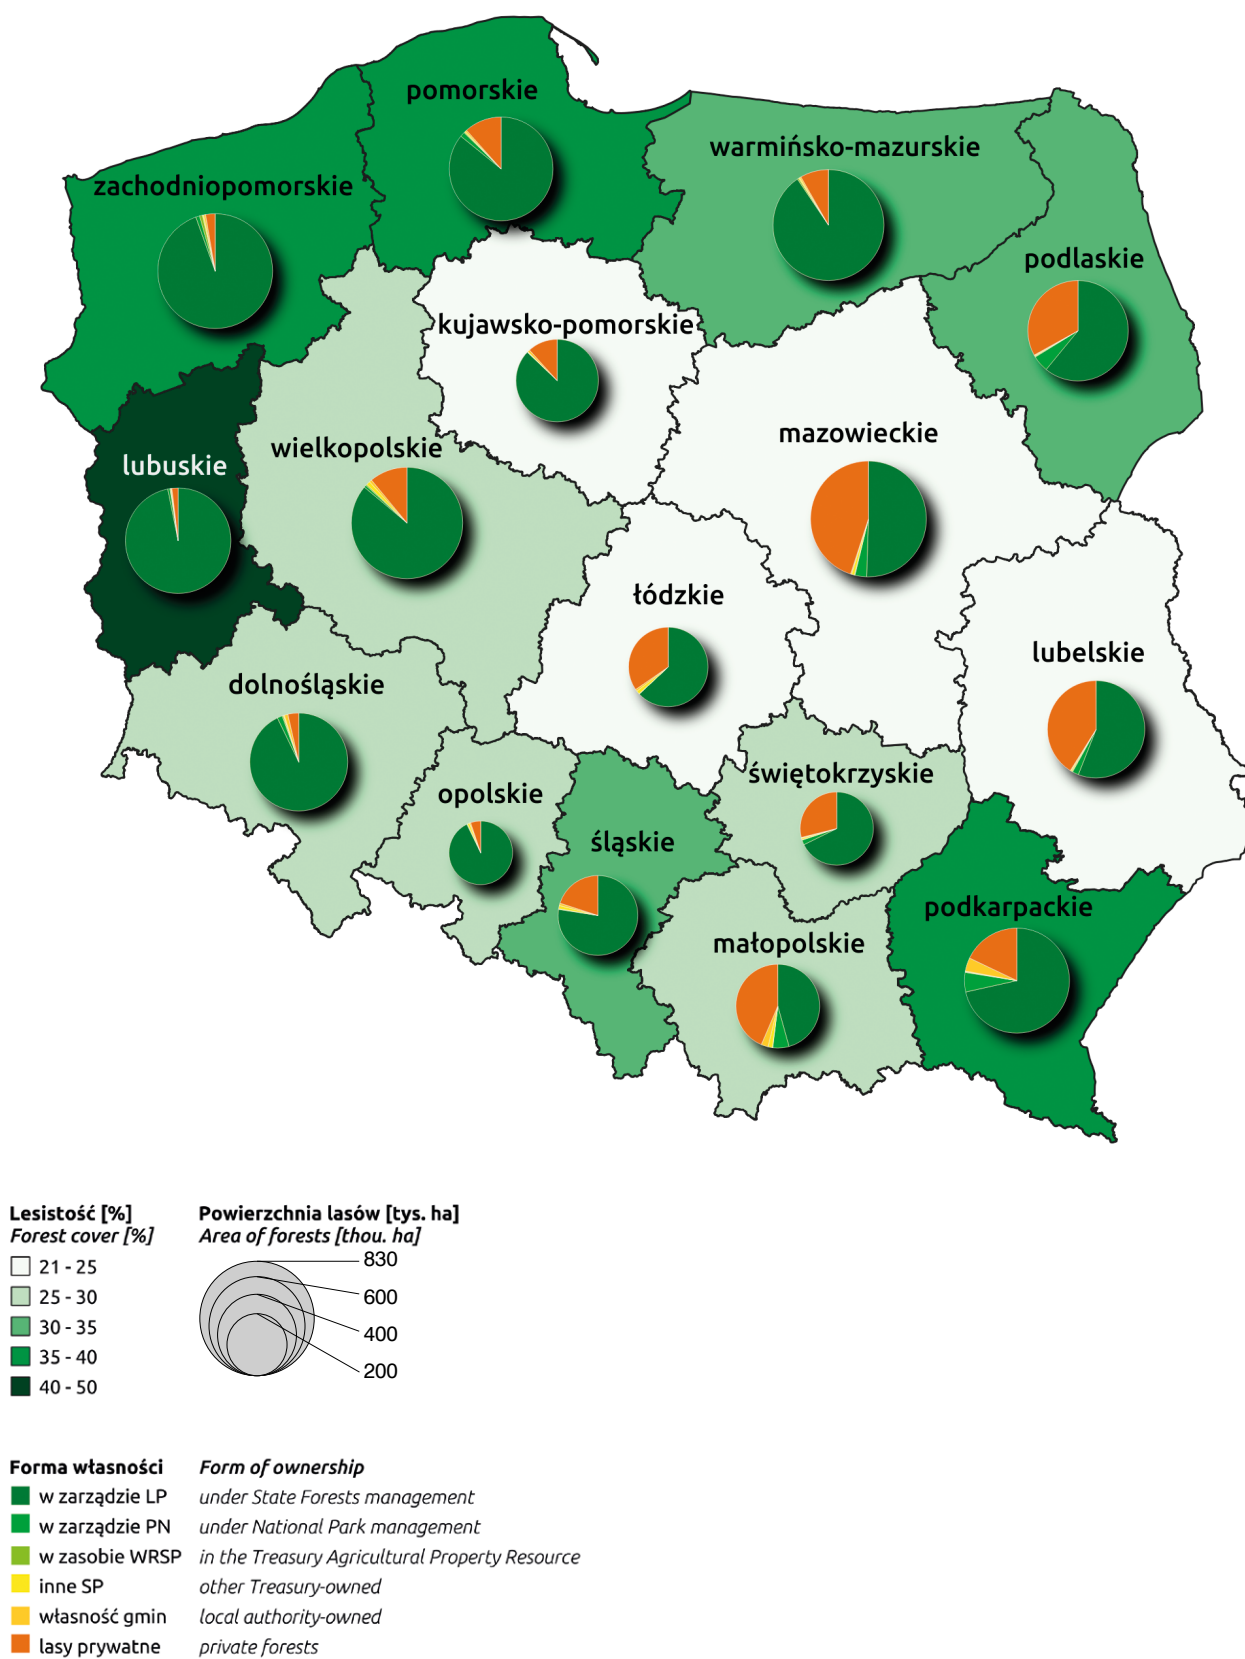 pomorskie
warmińsko-mazurskie
zachodniopomorskie
podlaskie
kujawsko-pomorskie
mazowieckie
wielkopolskie
lubuskie
łódzkie
lubelskie
dolnośląskie
świętokrzyskie
opolskie
śląskie
podkarpackie
małopolskie
Lesistość [%]
Forest cover [%]
21 - 25
25 - 30
30 - 35
35 - 40
40 - 50
Powierzchnia lasów [tys. ha]
Area of forests [thou. ha]
830
600
400
200
Forma własności Form of ownership
w zarządzie LP under State Forests management
w zarządzie PN under National Park management
w zasobie WRSP in the Treasury Agricultural Property Resource
inne SP other Treasury-owned
własność gmin local authority-owned
lasy prywatne private forests